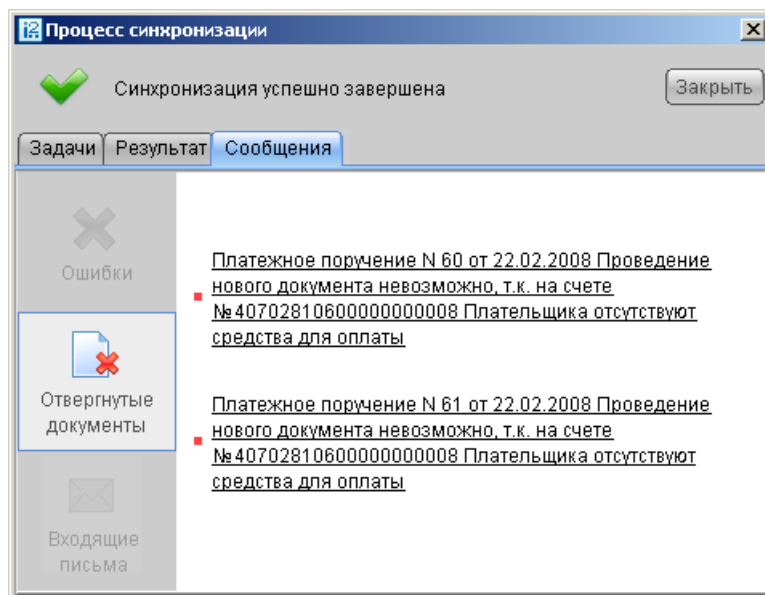 Процесс синхронизации
Синхронизация успешно завершена
Закрыть
Задачи Результат Сообщения
Ошибки
Отвергнутые
документы
Входящие
письма
Платежное поручение N 60 от 22.02.2008 Проведение
нового документа невозможно, т.к. на счете
№40702810600000000008 Плательщика отсутствуют
средства для оплаты
Платежное поручение N 61 от 22.02.2008 Проведение
нового документа невозможно, т.к. на счете
№40702810600000000008 Плательщика отсутствуют
средства для оплаты